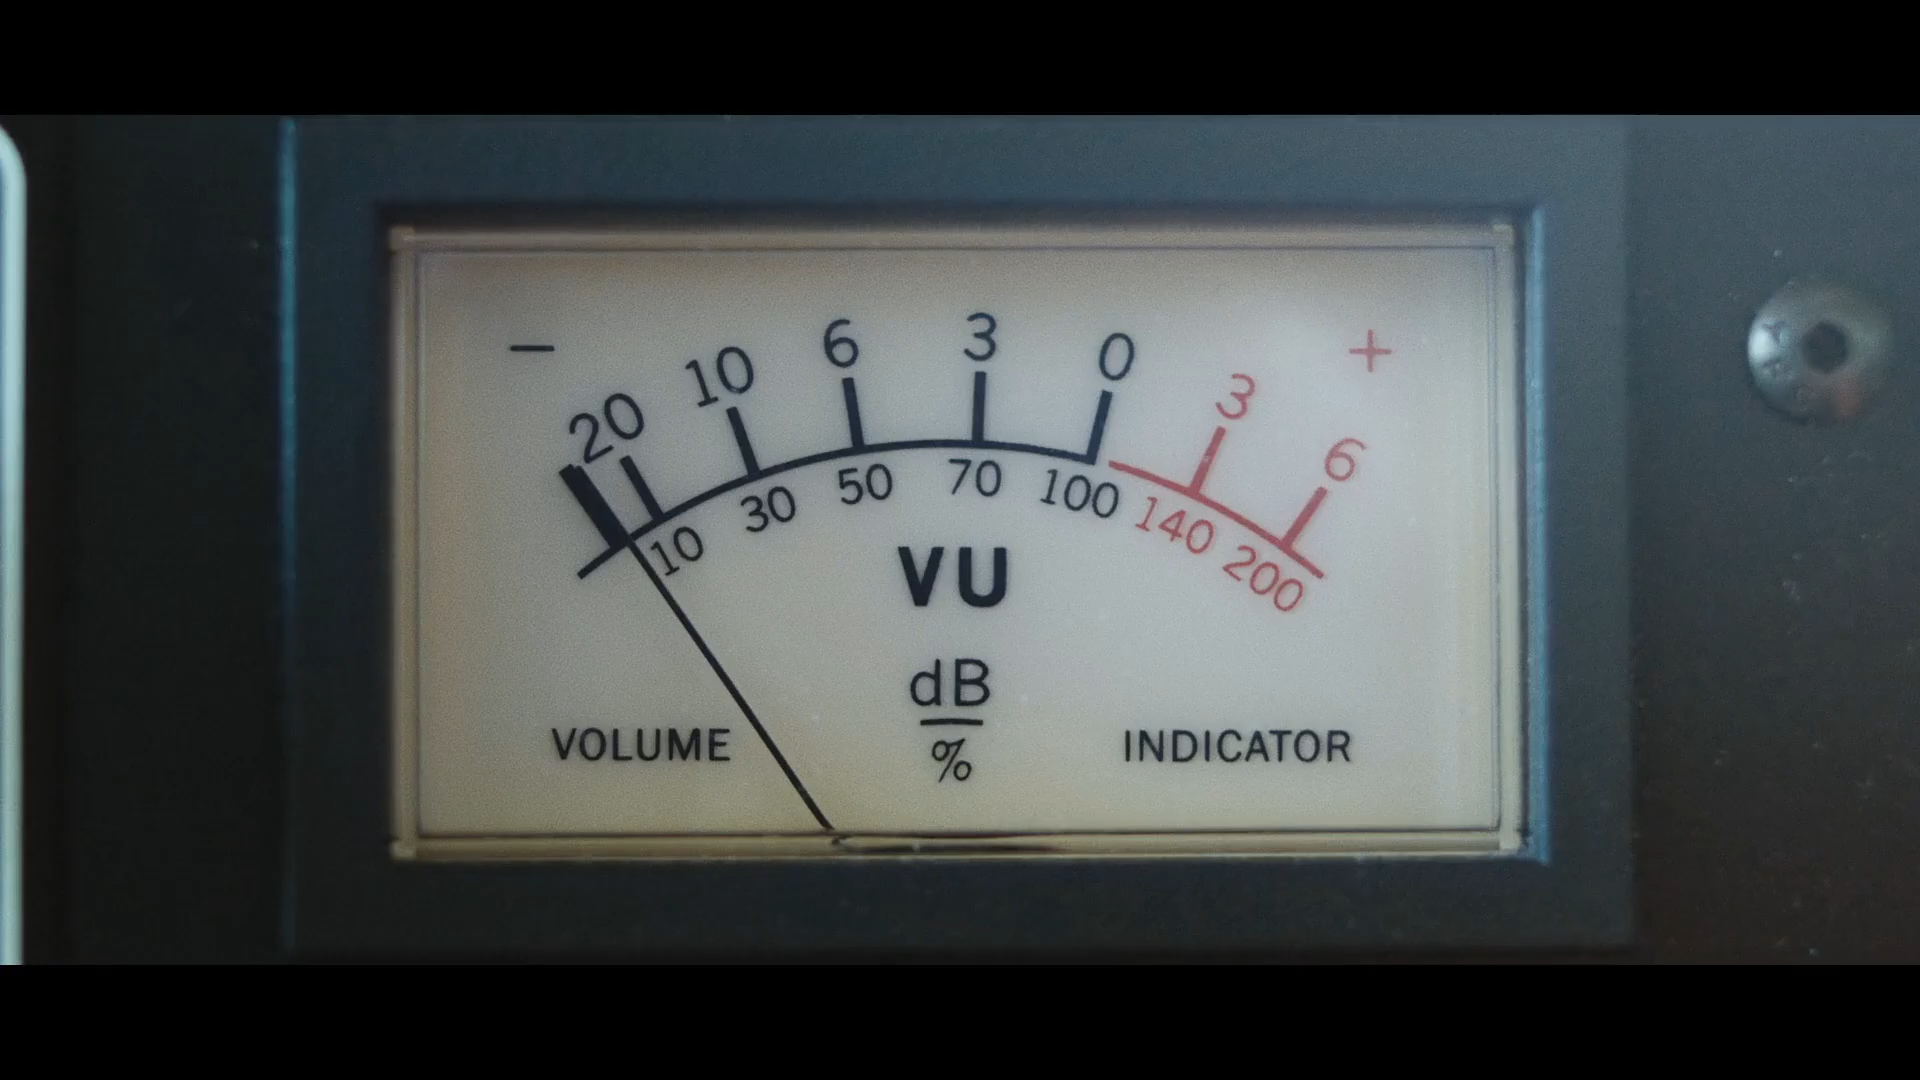 − 20 10 6 3 0 3 6 +
10 30 50 70 100 140 200
VU
dB
%
VOLUME INDICATOR